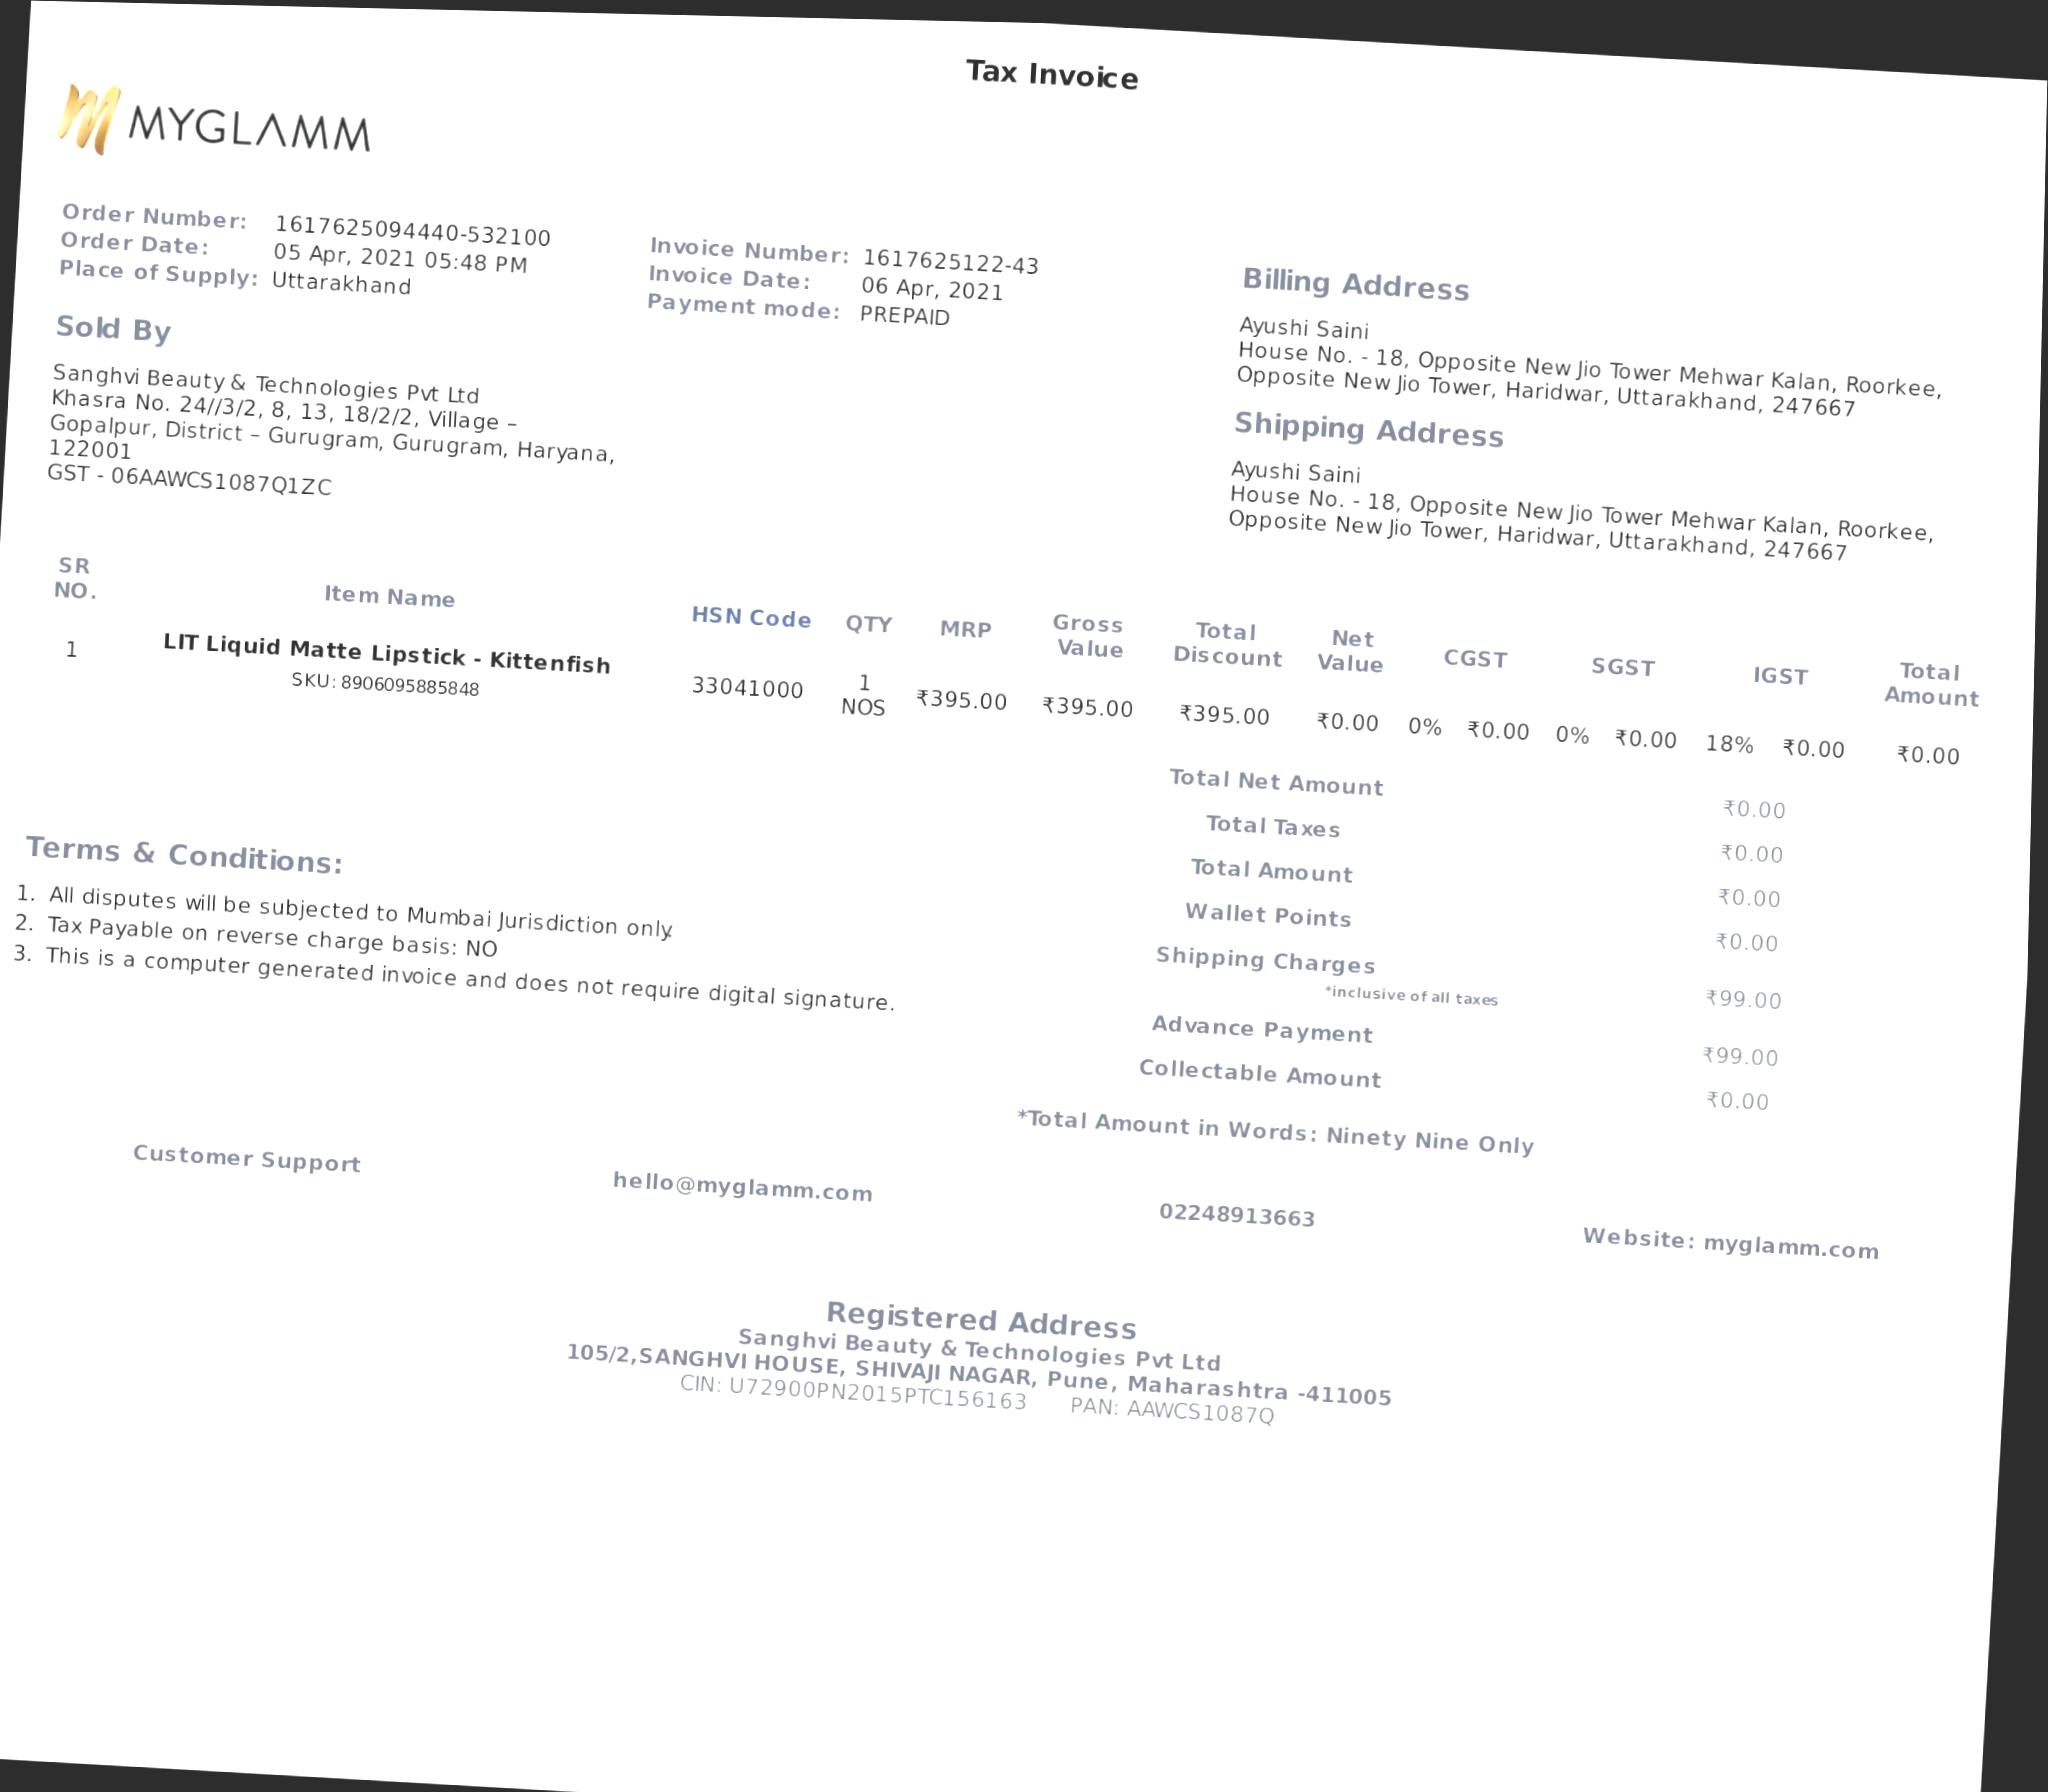 Tax Invoice
MYGLAMM
Order Number: 1617625094440-532100
Order Date: 05 Apr, 2021 05:48 PM
Place of Supply: Uttarakhand
Invoice Number: 1617625122-43
Invoice Date: 06 Apr, 2021
Payment mode: PREPAID
Sold By
Sanghvi Beauty & Technologies Pvt Ltd
Khasra No. 24//3/2, 8, 13, 18/2/2, Village –
Gopalpur, District – Gurugram, Gurugram, Haryana,
122001
GST - 06AAWCS1087Q1ZC
Billing Address
Ayushi Saini
House No. - 18, Opposite New Jio Tower Mehwar Kalan, Roorkee,
Opposite New Jio Tower, Haridwar, Uttarakhand, 247667
Shipping Address
Ayushi Saini
House No. - 18, Opposite New Jio Tower Mehwar Kalan, Roorkee,
Opposite New Jio Tower, Haridwar, Uttarakhand, 247667
SR NO. Item Name HSN Code QTY MRP Gross Value Total Discount Net Value CGST SGST IGST Total Amount
1 LIT Liquid Matte Lipstick - Kittenfish 33041000 1 NOS ₹395.00 ₹395.00 ₹395.00 ₹0.00 0% ₹0.00 0% ₹0.00 18% ₹0.00 ₹0.00
SKU: 8906095885848
Total Net Amount ₹0.00
Total Taxes ₹0.00
Total Amount ₹0.00
Wallet Points ₹0.00
Shipping Charges ₹99.00
*inclusive of all taxes
Advance Payment ₹99.00
Collectable Amount ₹0.00
*Total Amount in Words: Ninety Nine Only
Terms & Conditions:
1. All disputes will be subjected to Mumbai Jurisdiction only.
2. Tax Payable on reverse charge basis: NO
3. This is a computer generated invoice and does not require digital signature.
Customer Support hello@myglamm.com 02248913663 Website: myglamm.com
Registered Address
Sanghvi Beauty & Technologies Pvt Ltd
105/2,SANGHVI HOUSE, SHIVAJI NAGAR, Pune, Maharashtra -411005
CIN: U72900PN2015PTC156163 PAN: AAWCS1087Q